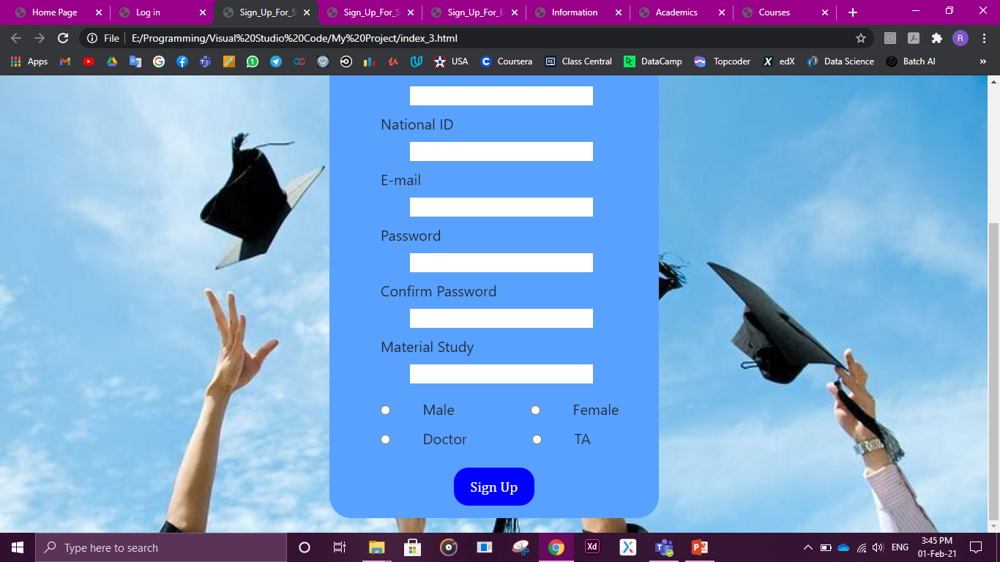 Home Page
Log in
Sign_Up_For_S
Sign_Up_For_S
Sign_Up_For_E
Information
Academics
Courses
File
E:/Programming/Visual%20Studio%20Code/My%20Project/index_3.html
R
Apps
USA
Coursera
Class Central
DataCamp
Topcoder
edX
Data Science
Batch AI
»
National ID
E-mail
Password
Confirm Password
Material Study
Male Female
Doctor TA
Sign Up
Type here to search
Xd
ENG
3:45 PM
01-Feb-21